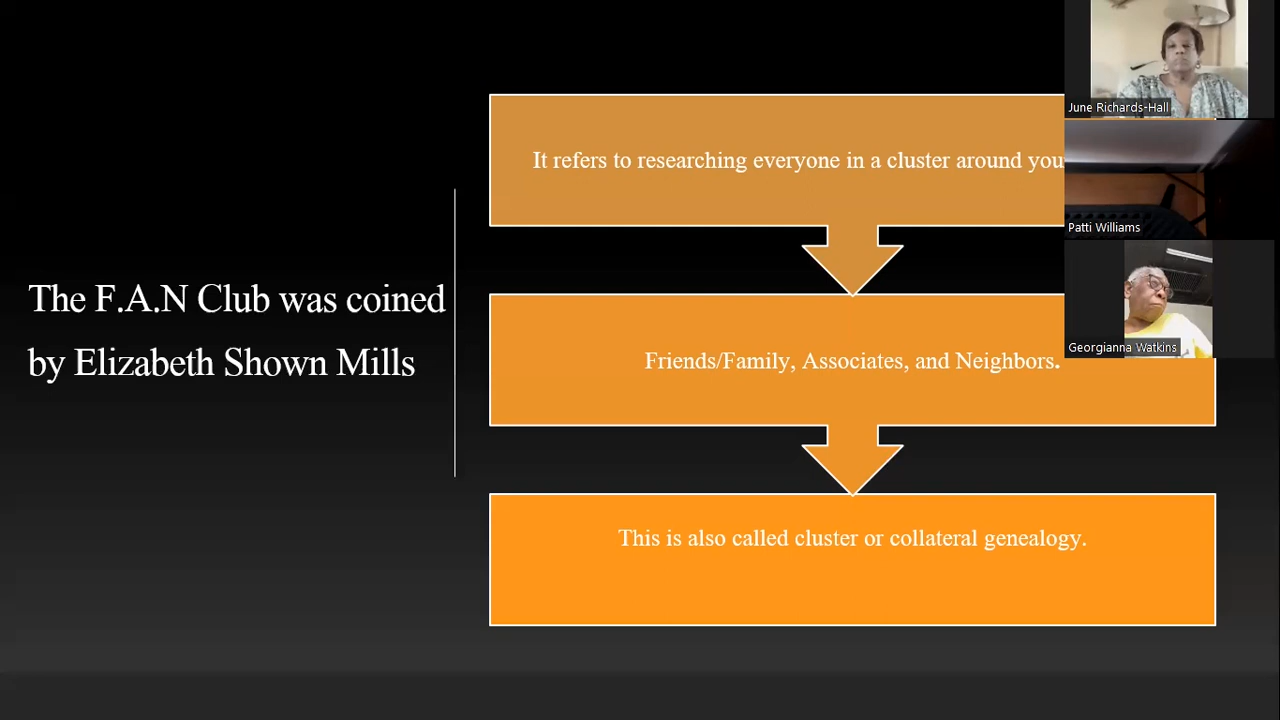 The F.A.N Club was coined
by Elizabeth Shown Mills
It refers to researching everyone in a cluster around you
Friends/Family, Associates, and Neighbors.
This is also called cluster or collateral genealogy.
June Richards-Hall
Patti Williams
Georgianna Watkins